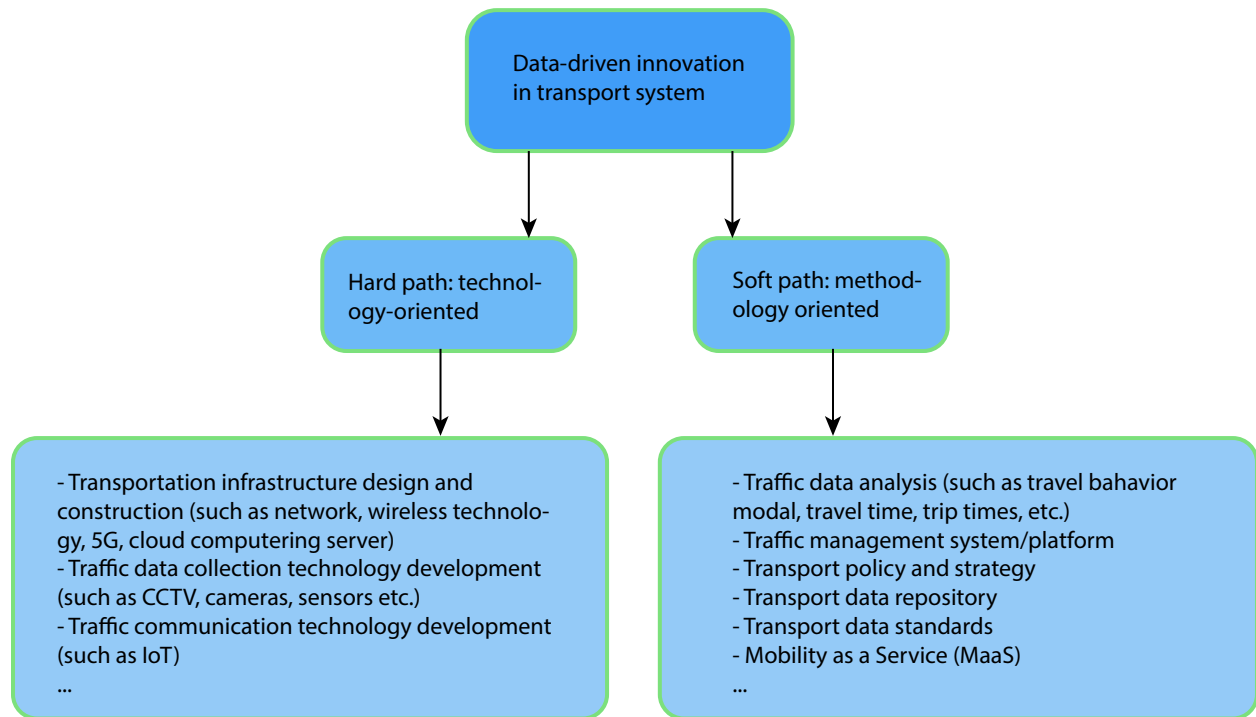 Data-driven innovation
in transport system
Hard path: technol-
ogy-oriented
Soft path: method-
ology oriented
- Transportation infrastructure design and
construction (such as network, wireless technolo-
gy, 5G, cloud computering server)
- Traffic data collection technology development
(such as CCTV, cameras, sensors etc.)
- Traffic communication technology development
(such as IoT)
...
- Traffic data analysis (such as travel bahavior
modal, travel time, trip times, etc.)
- Traffic management system/platform
- Transport policy and strategy
- Transport data repository
- Transport data standards
- Mobility as a Service (MaaS)
...